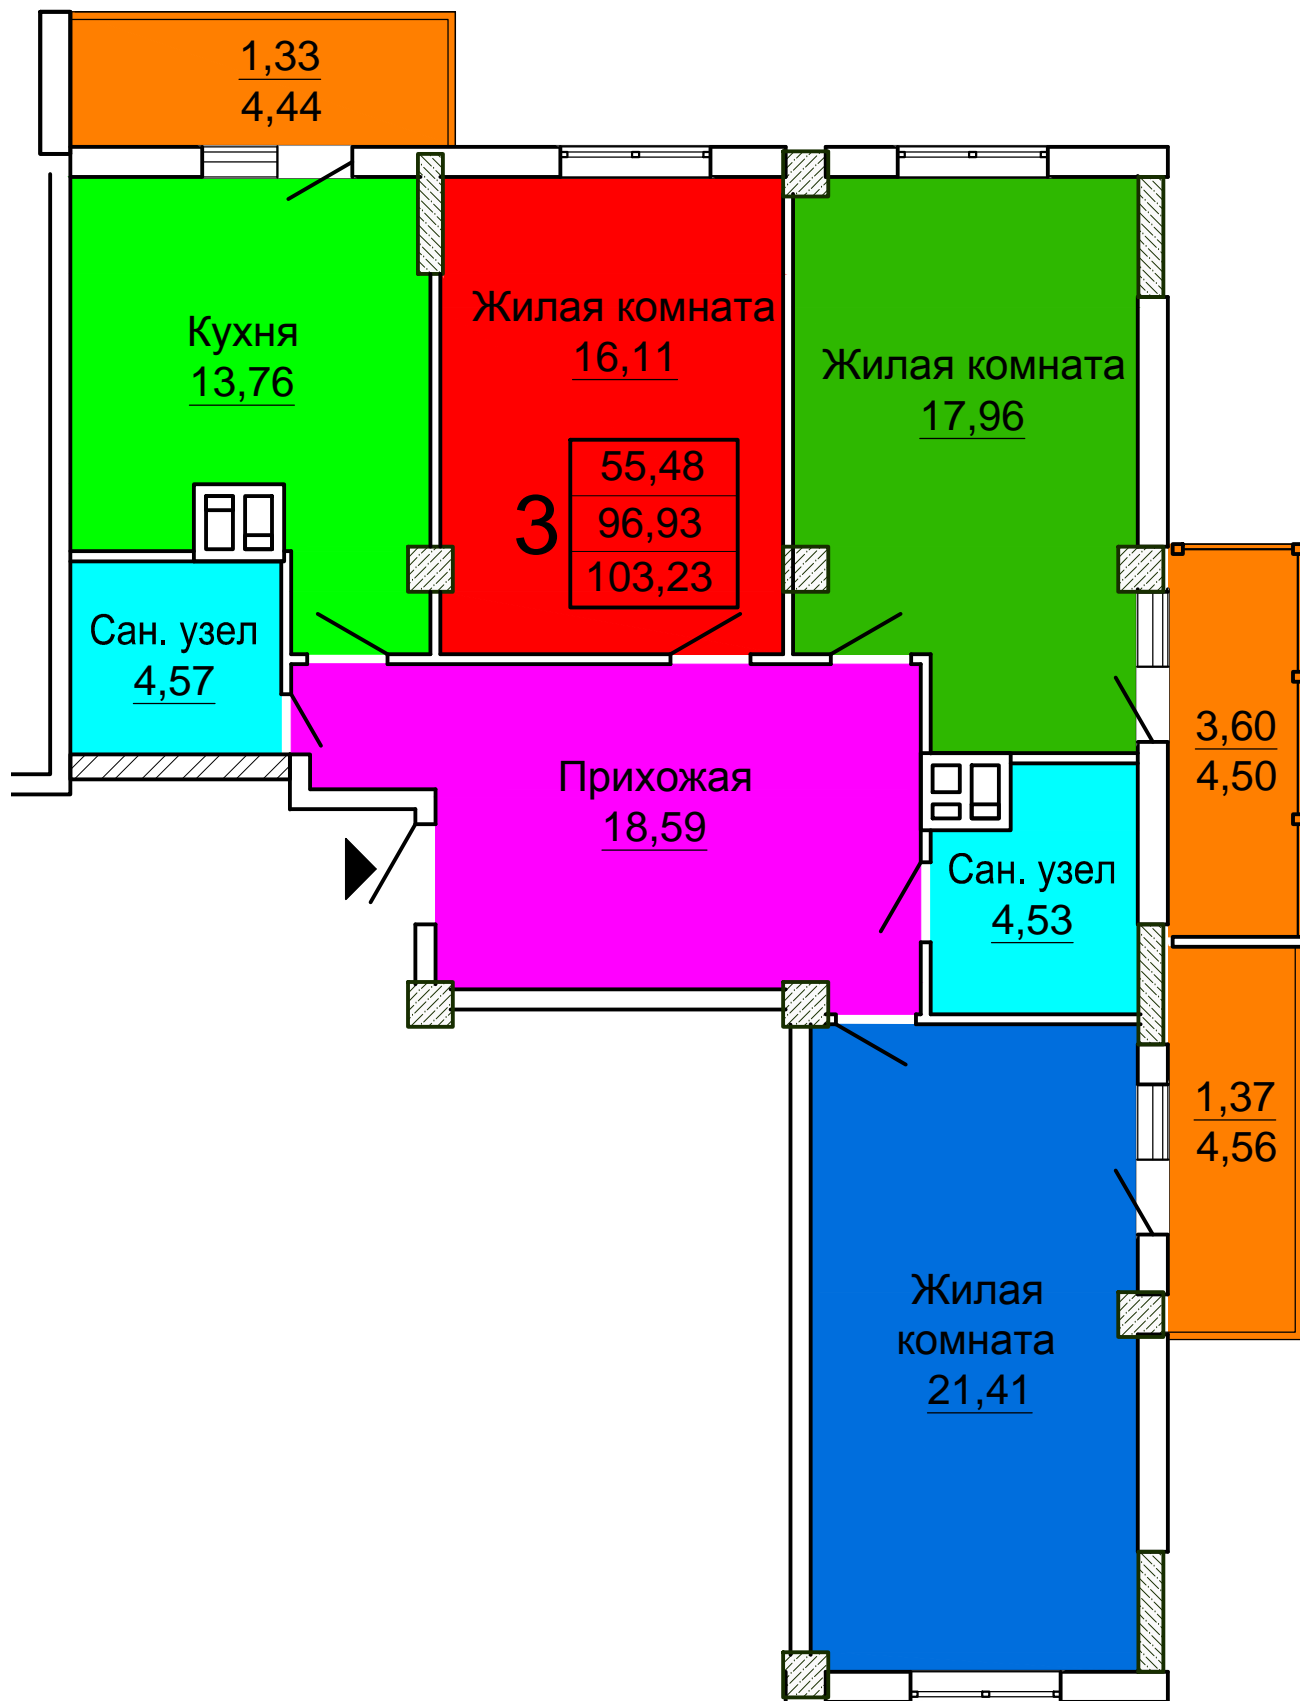 1,33
4,44
Кухня
13,76
Жилая комната
16,11
Жилая комната
17,96
3
55,48
96,93
103,23
Сан. узел
4,57
Прихожая
18,59
3,60
4,50
Сан. узел
4,53
1,37
4,56
Жилая
комната
21,41